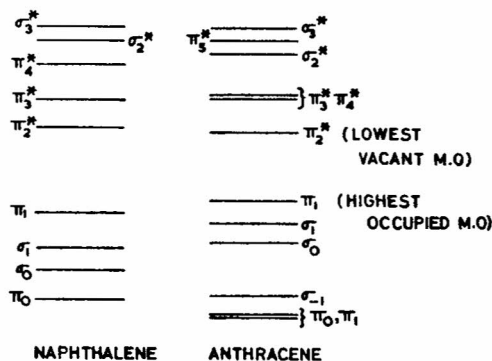 σ3*
σ2*
π4*
π3*
π2*
π1
σ1
σ0
π0
NAPHTHALENE
σ3*
π5*
σ2*
π3* π4*
π2* (LOWEST
VACANT M.O)
π1 (HIGHEST
OCCUPIED M.O)
σ1
σ0
σ-1
π0,π1
ANTHRACENE